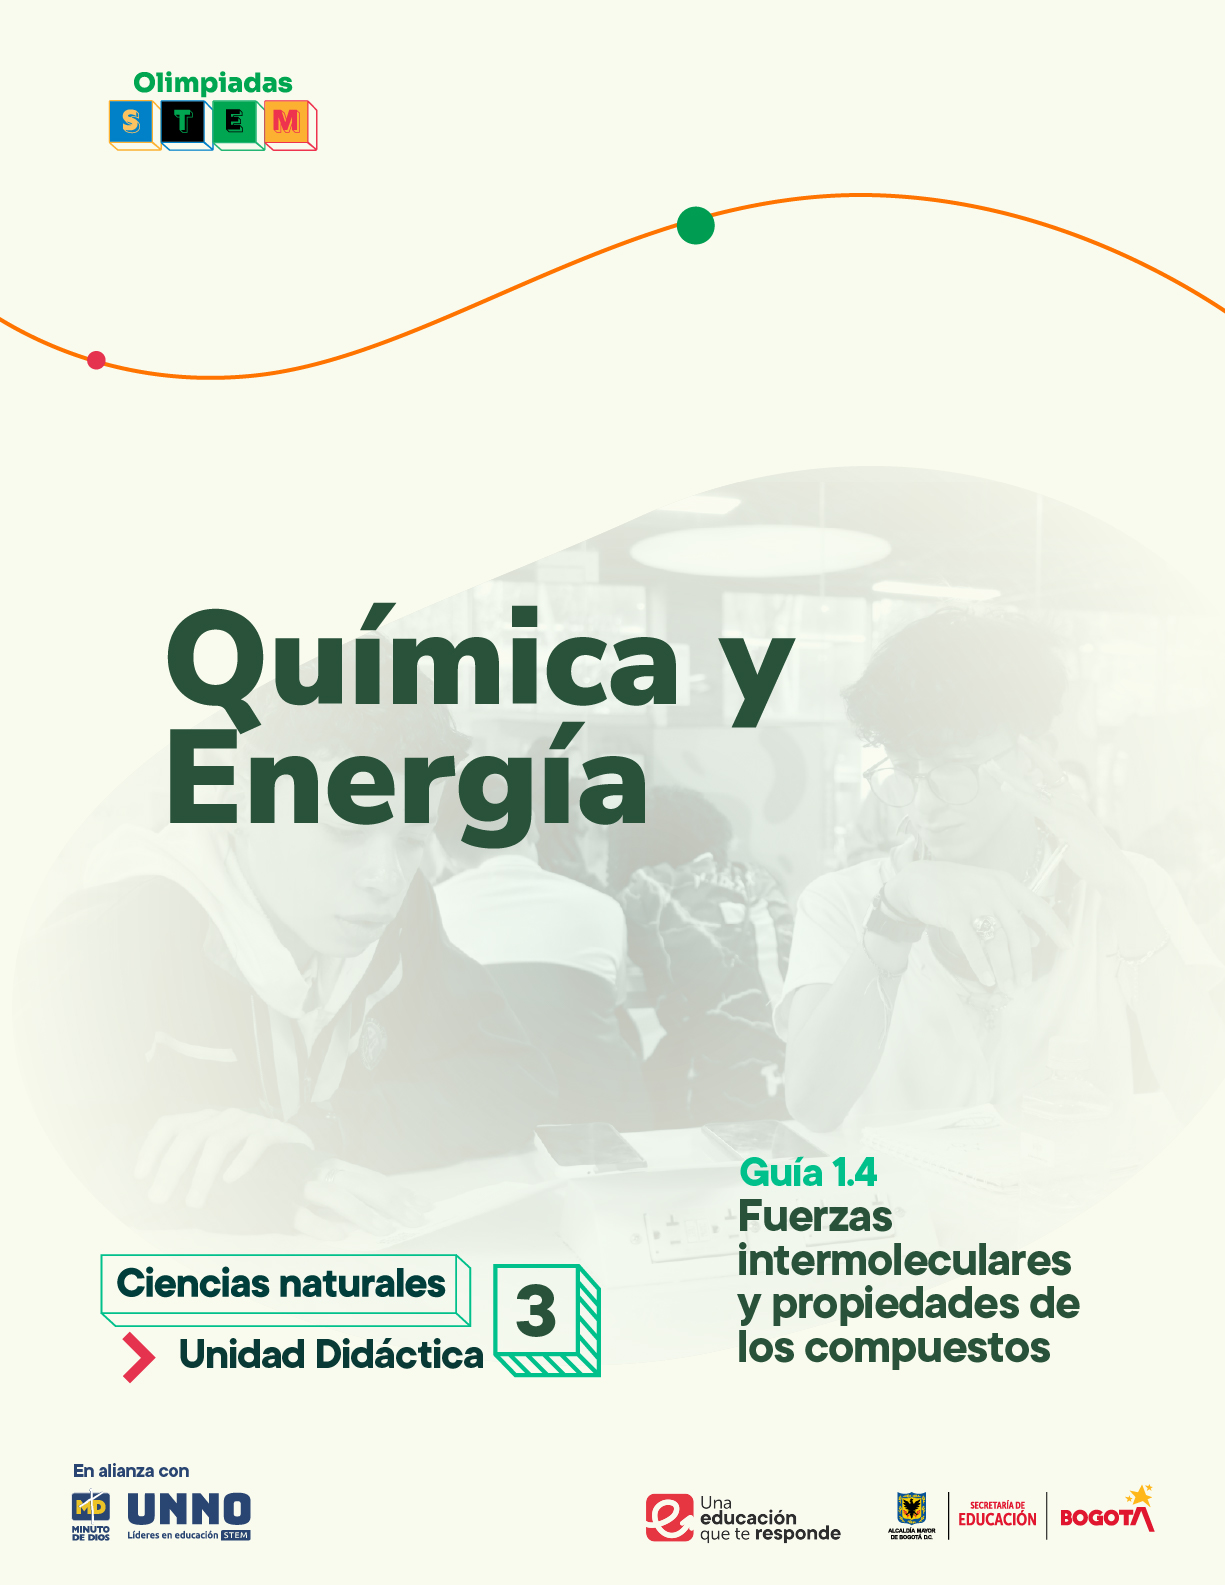 Olimpiadas
STEM
Química y
Energía
Guía 1.4
Fuerzas
intermoleculares
y propiedades de
los compuestos
Ciencias naturales
Unidad Didáctica
3
En alianza con
MD
MINUTO
DE DIOS
UNNO
Líderes en educación STEM
e
Una
educación
que te responde
ALCALDÍA MAYOR
DE BOGOTÁ D.C.
SECRETARÍA DE
EDUCACIÓN
BOGOTÁ